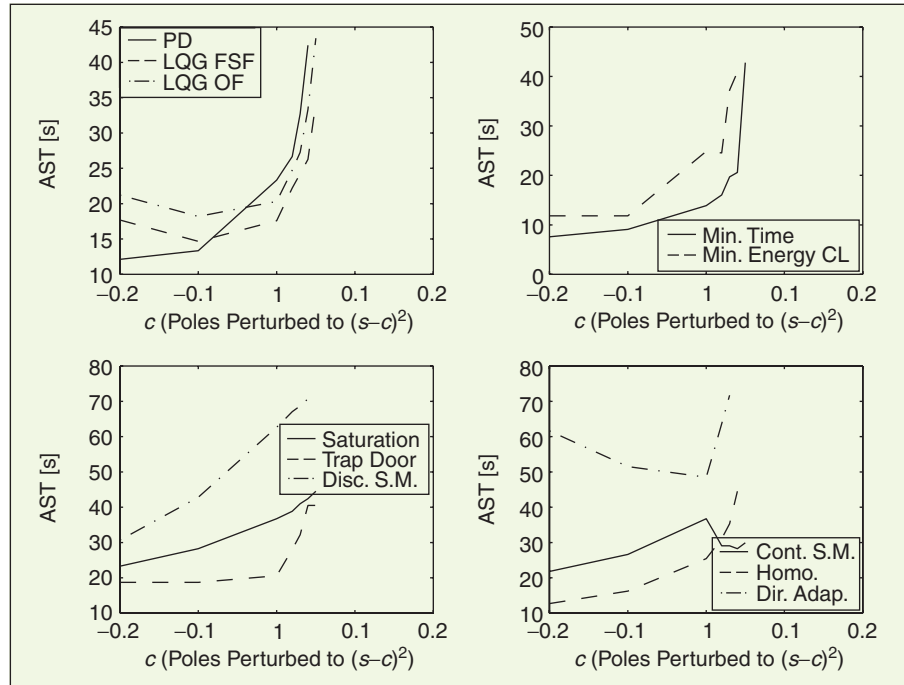 45
40
35
30
25
20
15
10
AST [s]
PD
LQG FSF
LQG OF
−0.2 −0.1 1 0.1 0.2
c (Poles Perturbed to (s–c)²)
50
40
30
20
10
0
AST [s]
Min. Time
Min. Energy CL
−0.2 −0.1 1 0.1 0.2
c (Poles Perturbed to (s–c)²)
80
70
60
50
40
30
20
10
AST [s]
Saturation
Trap Door
Disc. S.M.
−0.2 −0.1 1 0.1 0.2
c (Poles Perturbed to (s–c)²)
80
70
60
50
40
30
20
10
AST [s]
Cont. S.M.
Homo.
Dir. Adap.
−0.2 −0.1 1 0.1 0.2
c (Poles Perturbed to (s–c)²)